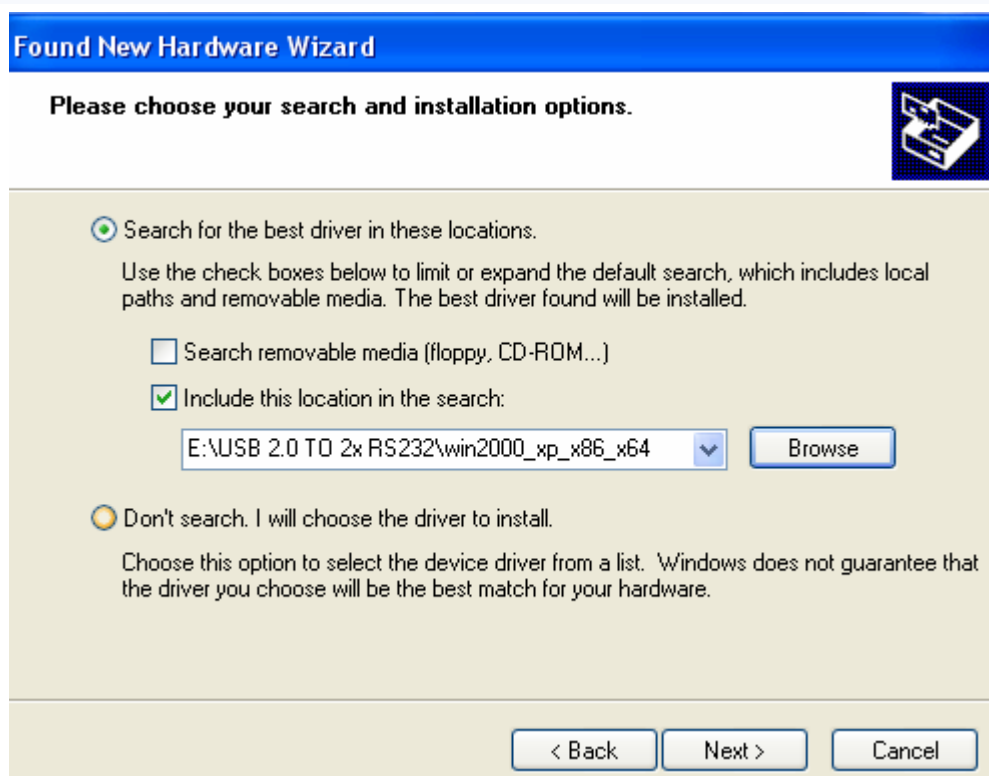 Found New Hardware Wizard
Please choose your search and installation options.
Search for the best driver in these locations.
Use the check boxes below to limit or expand the default search, which includes local
paths and removable media. The best driver found will be installed.
Search removable media (floppy, CD-ROM...)
Include this location in the search:
E:\USB 2.0 TO 2x RS232\win2000_xp_x86_x64
Browse
Don't search. I will choose the driver to install.
Choose this option to select the device driver from a list.  Windows does not guarantee that
the driver you choose will be the best match for your hardware.
< Back
Next >
Cancel